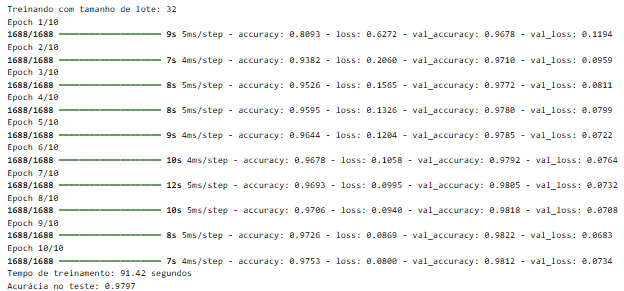 Treinando com tamanho de lote: 32
Epoch 1/10
1688/1688 ━━━━━━━━━━━━━━━━━━━━ 9s 5ms/step - accuracy: 0.8093 - loss: 0.6272 - val_accuracy: 0.9678 - val_loss: 0.1194
Epoch 2/10
1688/1688 ━━━━━━━━━━━━━━━━━━━━ 7s 4ms/step - accuracy: 0.9382 - loss: 0.2060 - val_accuracy: 0.9710 - val_loss: 0.0959
Epoch 3/10
1688/1688 ━━━━━━━━━━━━━━━━━━━━ 8s 5ms/step - accuracy: 0.9526 - loss: 0.1565 - val_accuracy: 0.9772 - val_loss: 0.0811
Epoch 4/10
1688/1688 ━━━━━━━━━━━━━━━━━━━━ 8s 5ms/step - accuracy: 0.9595 - loss: 0.1326 - val_accuracy: 0.9780 - val_loss: 0.0799
Epoch 5/10
1688/1688 ━━━━━━━━━━━━━━━━━━━━ 9s 4ms/step - accuracy: 0.9644 - loss: 0.1204 - val_accuracy: 0.9785 - val_loss: 0.0722
Epoch 6/10
1688/1688 ━━━━━━━━━━━━━━━━━━━━ 10s 4ms/step - accuracy: 0.9678 - loss: 0.1058 - val_accuracy: 0.9792 - val_loss: 0.0764
Epoch 7/10
1688/1688 ━━━━━━━━━━━━━━━━━━━━ 12s 5ms/step - accuracy: 0.9693 - loss: 0.0995 - val_accuracy: 0.9805 - val_loss: 0.0732
Epoch 8/10
1688/1688 ━━━━━━━━━━━━━━━━━━━━ 10s 5ms/step - accuracy: 0.9706 - loss: 0.0940 - val_accuracy: 0.9818 - val_loss: 0.0708
Epoch 9/10
1688/1688 ━━━━━━━━━━━━━━━━━━━━ 8s 5ms/step - accuracy: 0.9726 - loss: 0.0869 - val_accuracy: 0.9822 - val_loss: 0.0683
Epoch 10/10
1688/1688 ━━━━━━━━━━━━━━━━━━━━ 7s 4ms/step - accuracy: 0.9753 - loss: 0.0800 - val_accuracy: 0.9812 - val_loss: 0.0734
Tempo de treinamento: 91.42 segundos
Acurácia no teste: 0.9797